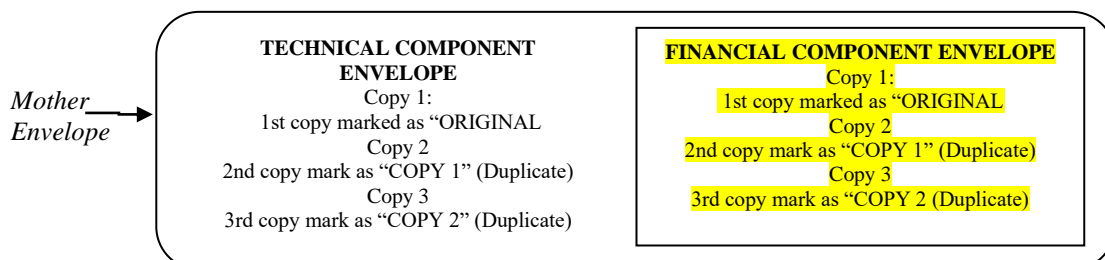 Mother
Envelope
TECHNICAL COMPONENT
ENVELOPE
Copy 1:
1st copy marked as “ORIGINAL
Copy 2
2nd copy mark as “COPY 1” (Duplicate)
Copy 3
3rd copy mark as “COPY 2” (Duplicate)
FINANCIAL COMPONENT ENVELOPE
Copy 1:
1st copy marked as “ORIGINAL
Copy 2
2nd copy mark as “COPY 1” (Duplicate)
Copy 3
3rd copy mark as “COPY 2 (Duplicate)